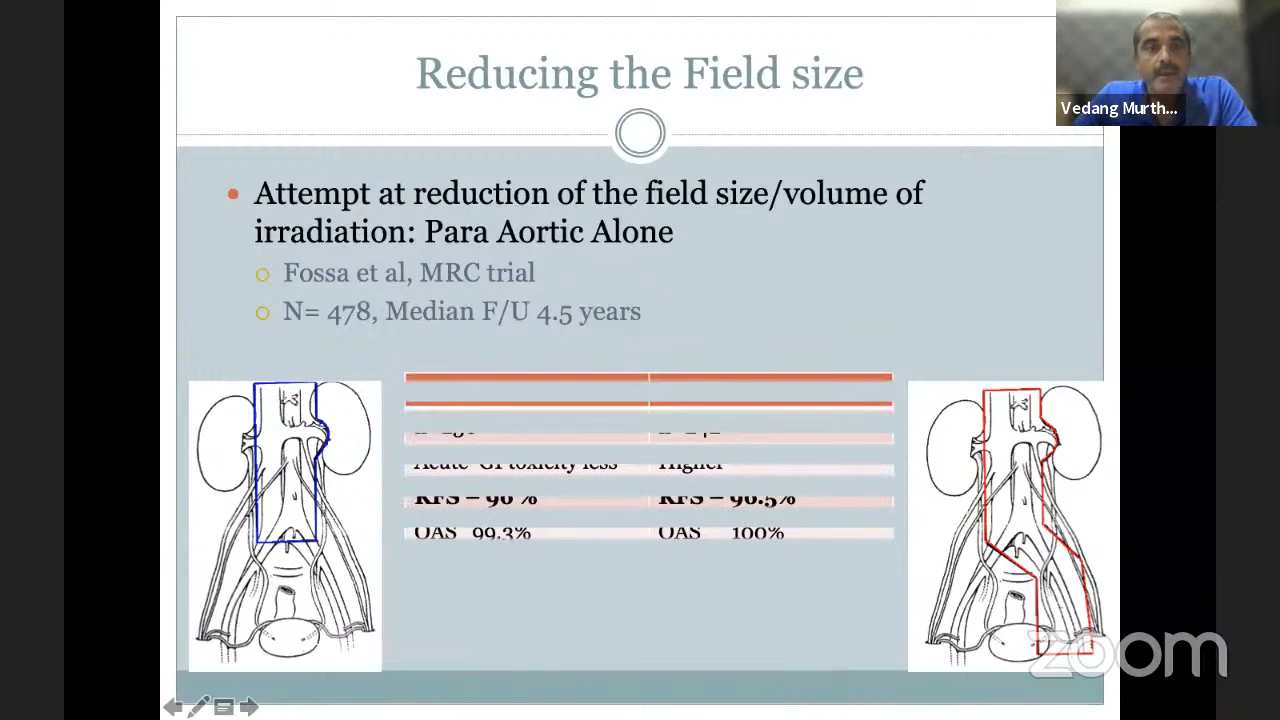 Reducing the Field size
Vedang Murth...
Attempt at reduction of the field size/volume of
irradiation: Para Aortic Alone
Fossa et al, MRC trial
N= 478, Median F/U 4.5 years
Acute GI toxicity less Higher
RFS – 96 % RFS – 96.5%
OAS 99.3% OAS 100%
zoom